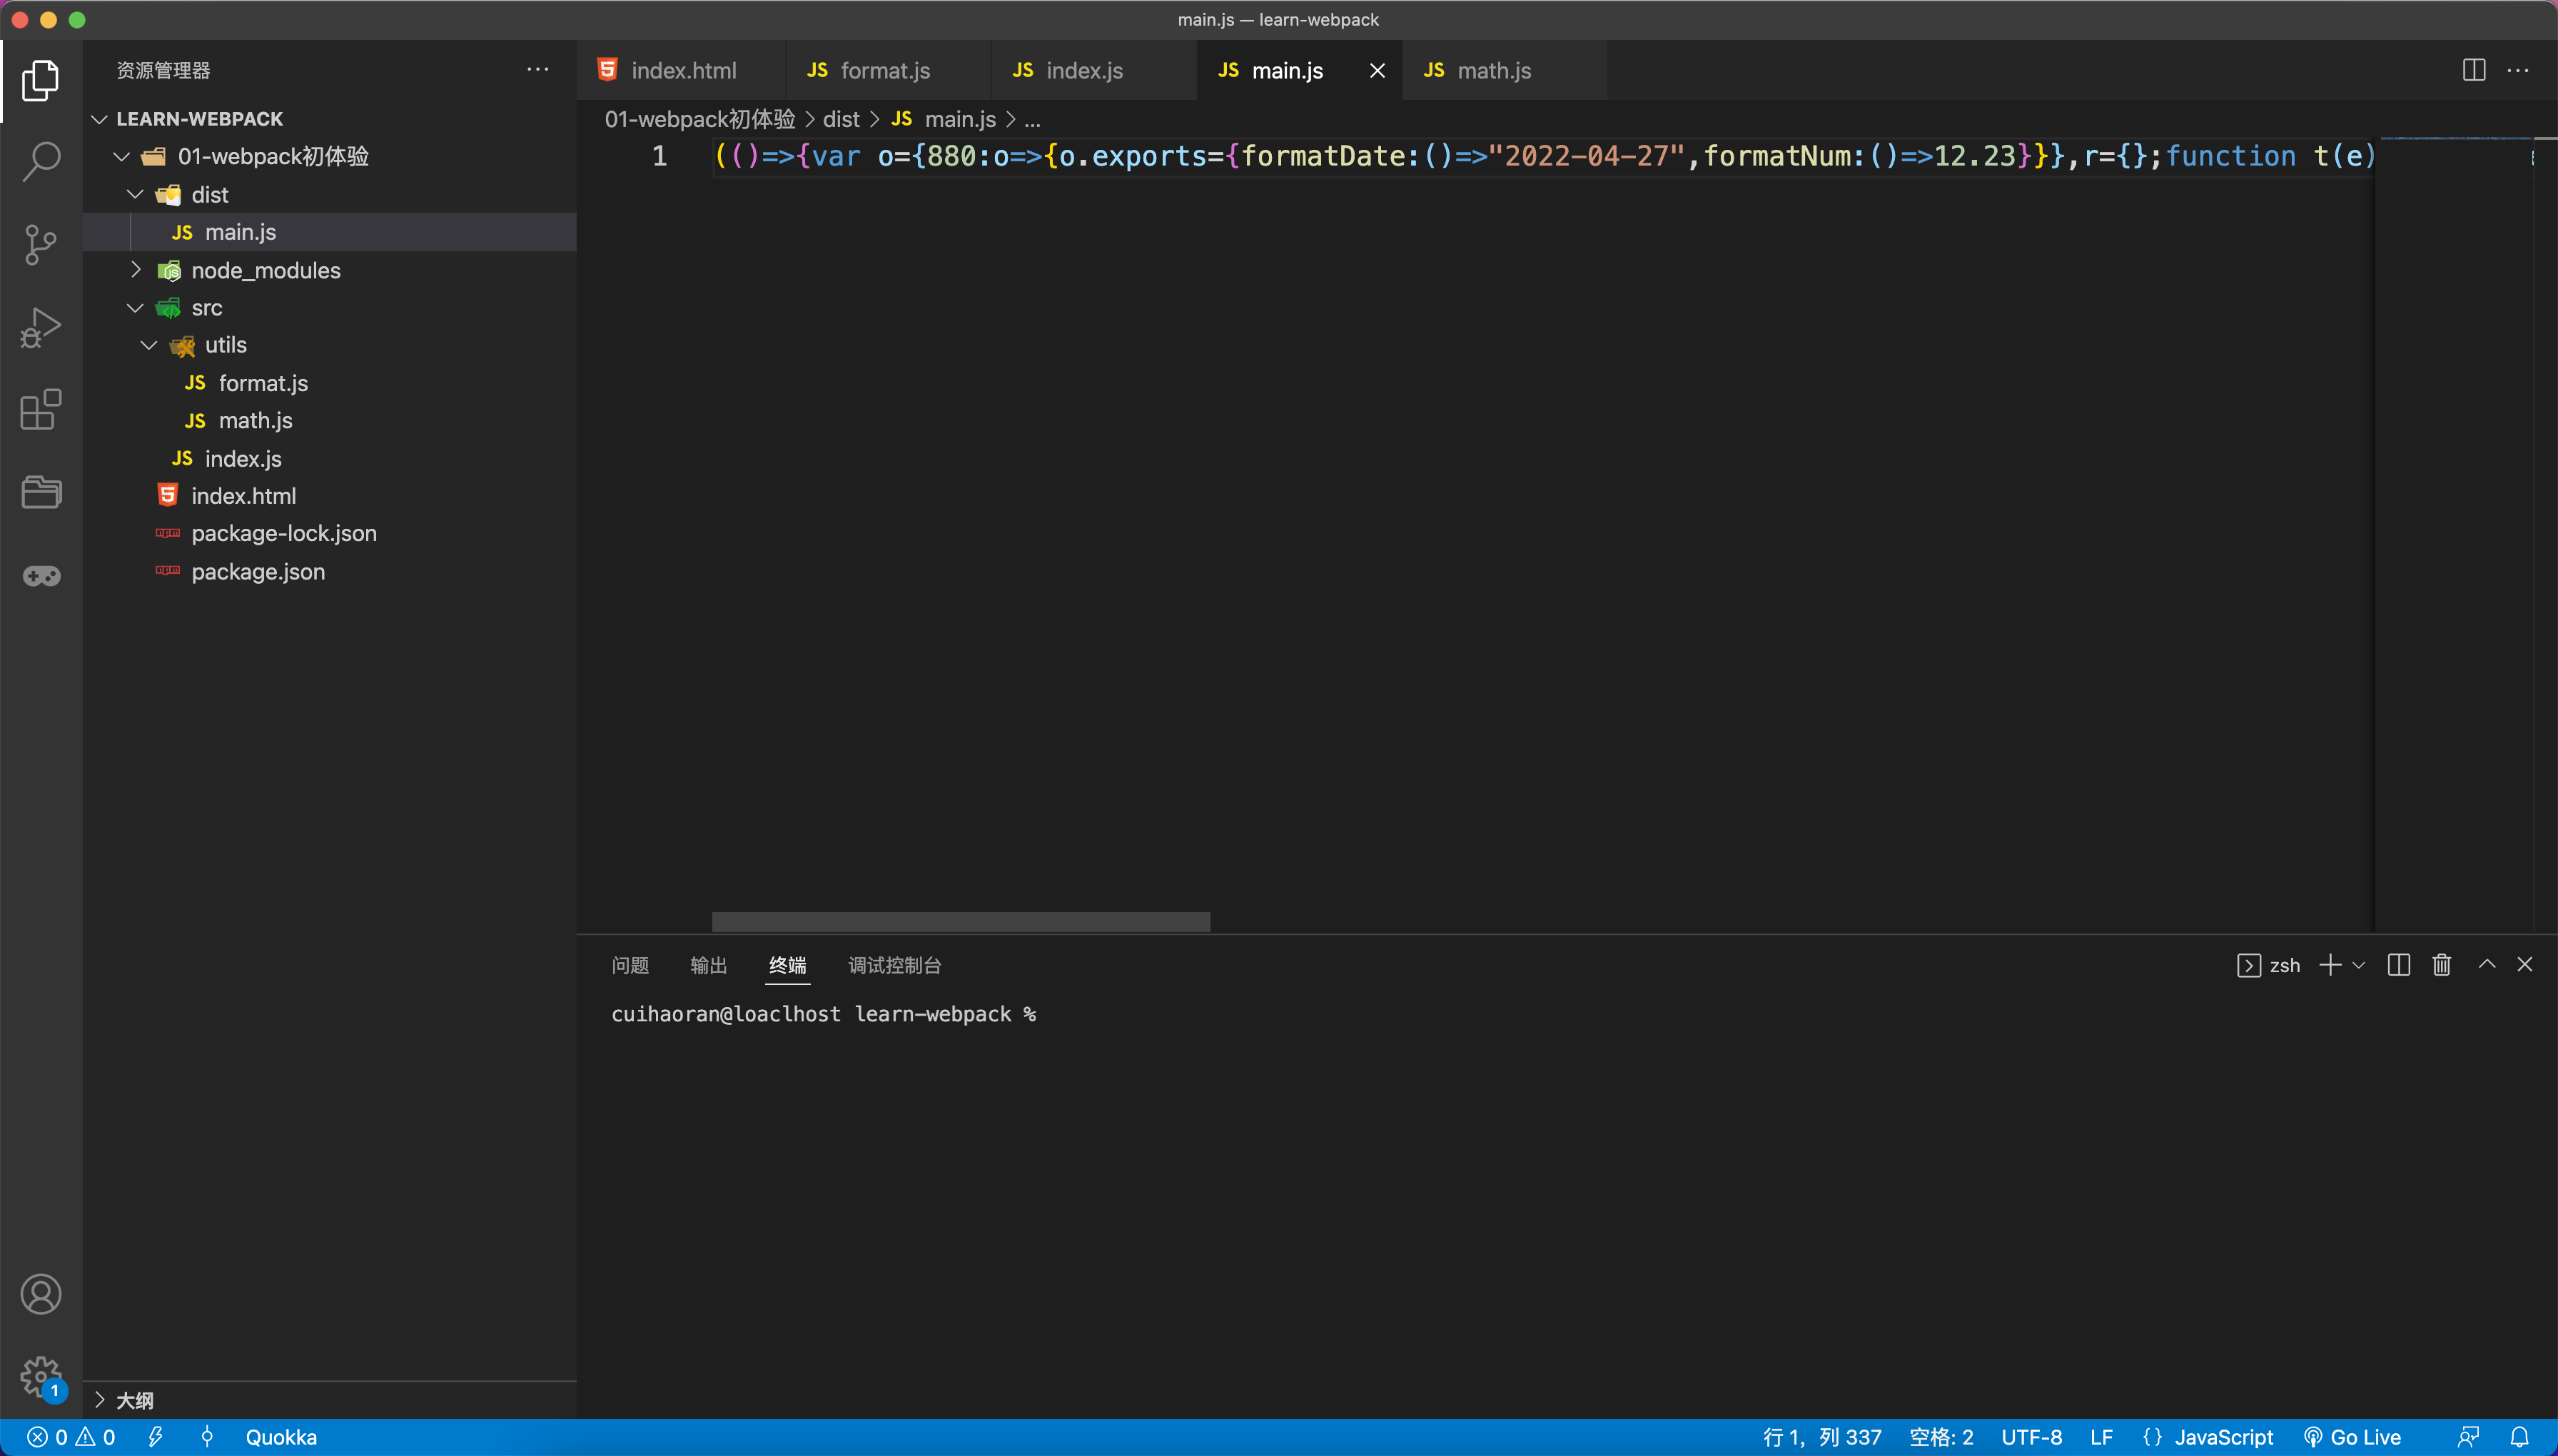 main.js — learn-webpack
资源管理器
LEARN-WEBPACK
01-webpack初体验
dist
JS main.js
node_modules
src
utils
JS format.js
JS math.js
JS index.js
index.html
package-lock.json
package.json
大纲
index.html
JS format.js
JS index.js
JS main.js
JS math.js
01-webpack初体验 > dist > JS main.js > ...
1 (()=>{var o={880:o=>{o.exports={formatDate:()=>"2022-04-27",formatNum:()=>12.23}}},r={};function t(e)
问题 输出 终端 调试控制台
zsh
cuihaoran@loaclhost learn-webpack %
1
0 0 Quokka
行 1，列 337 空格: 2 UTF-8 LF {} JavaScript Go Live